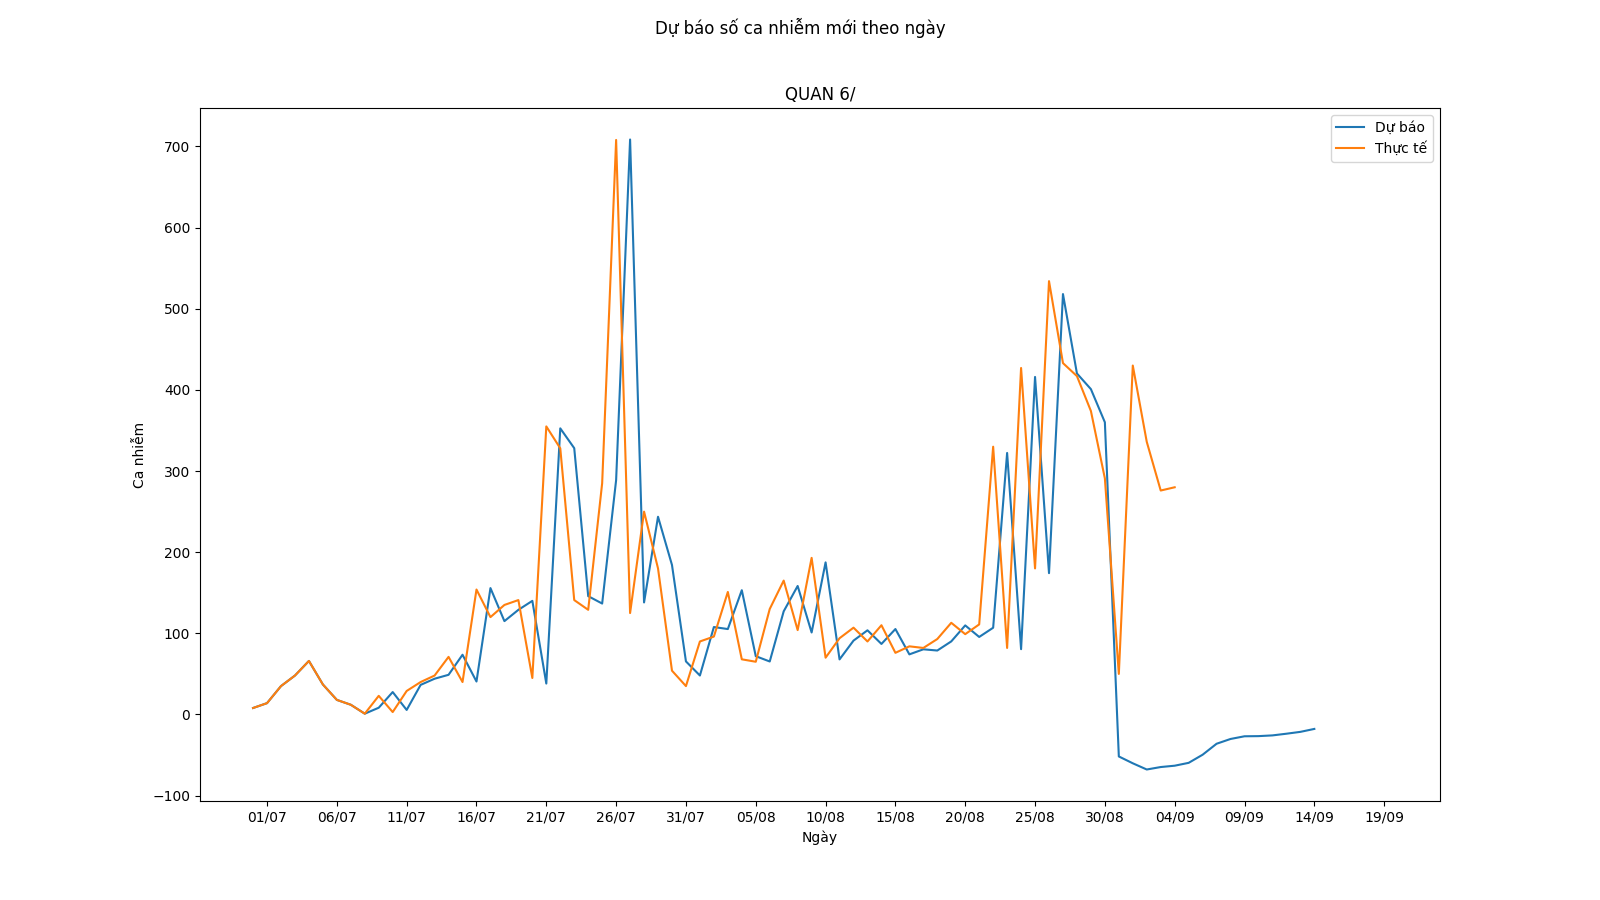 Dự báo số ca nhiễm mới theo ngày
QUAN 6/
Dự báo
Thực tế
700
600
500
400
300
200
100
0
−100
Ca nhiễm
01/07 06/07 11/07 16/07 21/07 26/07 31/07 05/08 10/08 15/08 20/08 25/08 30/08 04/09 09/09 14/09 19/09
Ngày